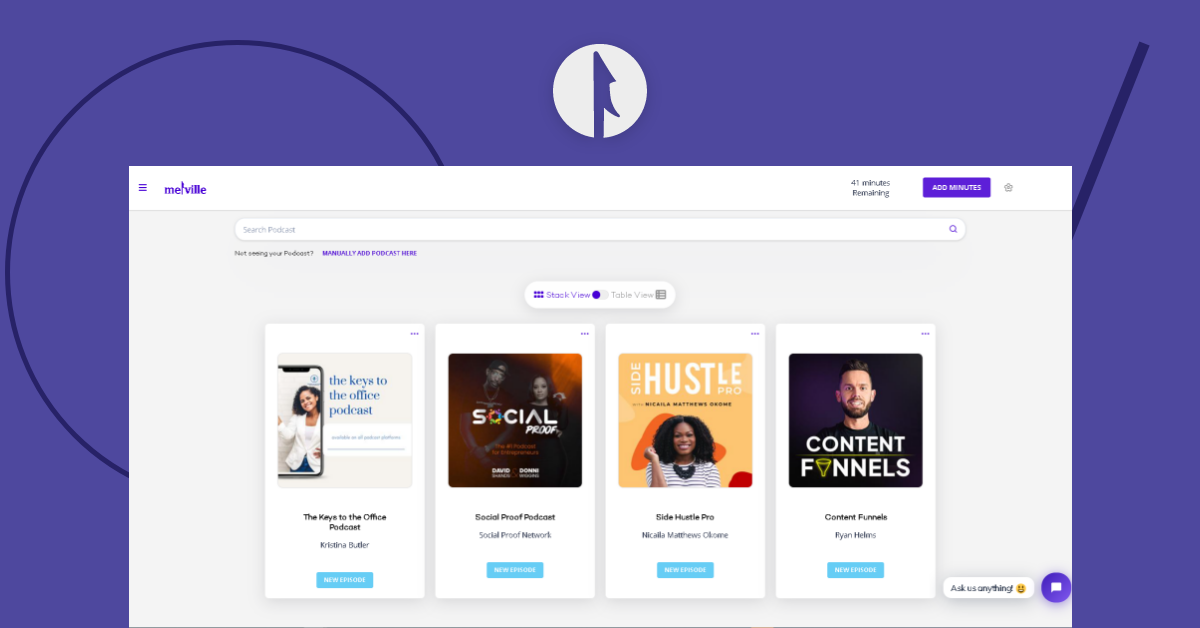 melville
41 minutes
Remaining
ADD MINUTES
Search Podcast
Not seeing your Podcast? MANUALLY ADD PODCAST HERE
Stack View Table View
the keys to
the office
podcast
available on all podcast platforms
SOCIAL
PROOF
The #1 Podcast
for Entrepreneurs
DAVID DONNI
SHANDS WIGGINS
SIDE
HUSTLE
PRO
with NICAILA MATTHEWS OKOME
CONTENT
FUNNELS
The Keys to the Office
Podcast
Kristina Butler
NEW EPISODE
Social Proof Podcast
Social Proof Network
NEW EPISODE
Side Hustle Pro
Nicaila Matthews Okome
NEW EPISODE
Content Funnels
Ryan Helms
NEW EPISODE
Ask us anything! 😃